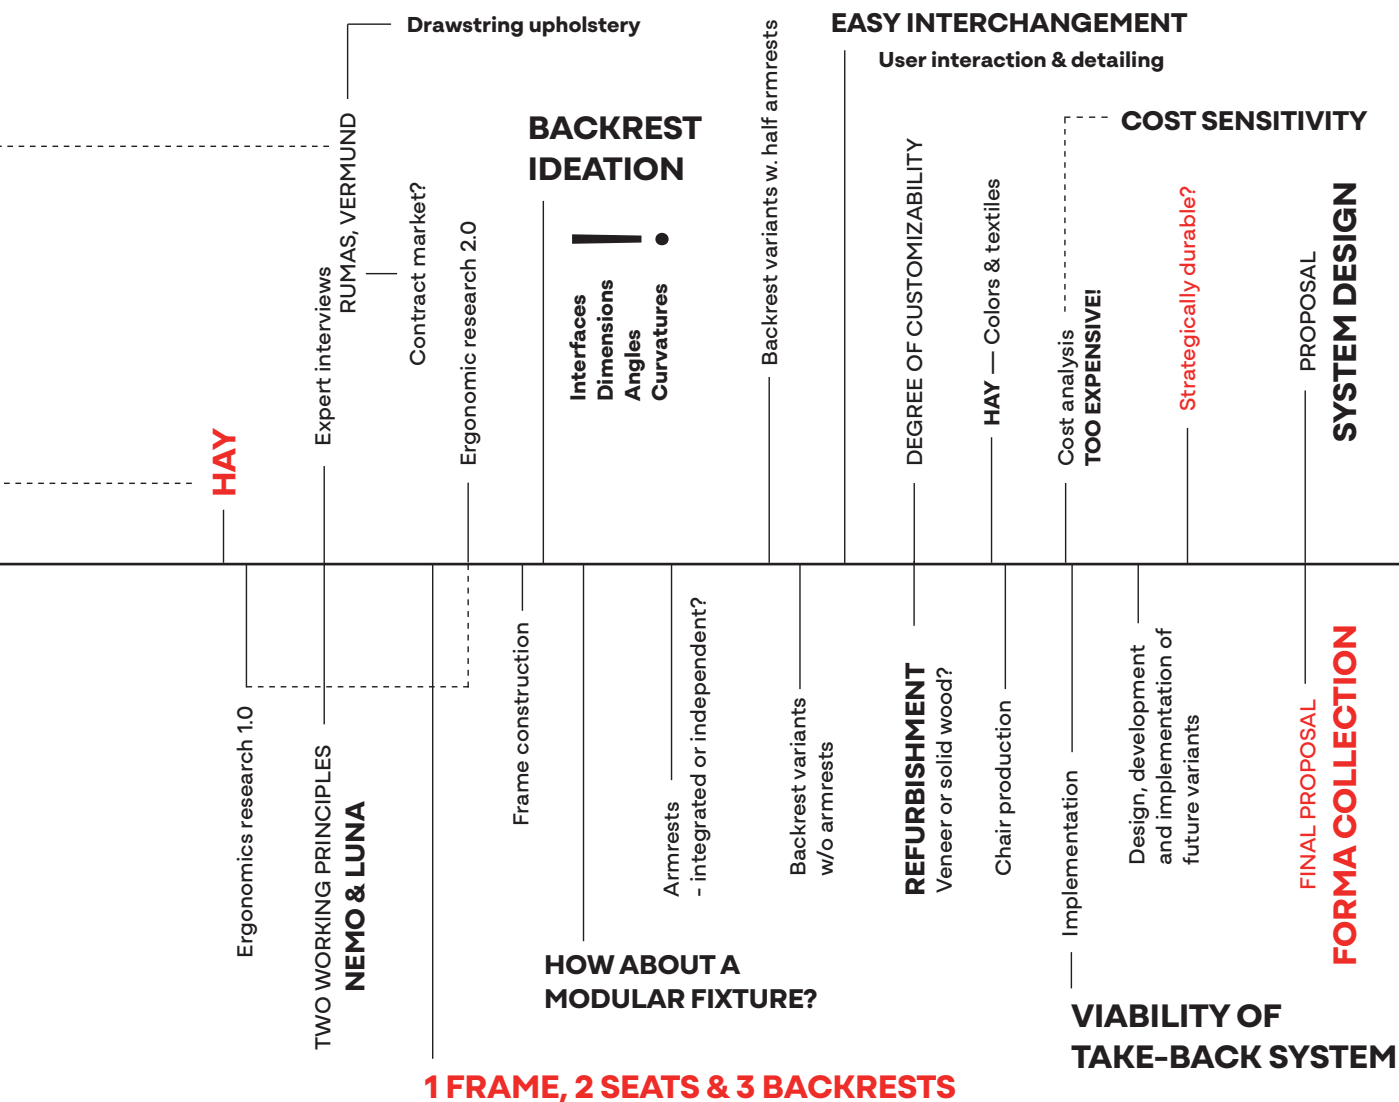 Drawstring upholstery
EASY INTERCHANGEMENT
User interaction & detailing
COST SENSITIVITY
BACKREST
IDEATION
HAY
Expert interviews
RUMAS, VERMUND
Contract market?
Ergonomic research 2.0
Interfaces
Dimensions
Angles
Curvatures
!
Backrest variants w. half armrests
DEGREE OF CUSTOMIZABILITY
HAY — Colors & textiles
Cost analysis
TOO EXPENSIVE!
Strategically durable?
PROPOSAL
SYSTEM DESIGN
Ergonomics research 1.0
TWO WORKING PRINCIPLES
NEMO & LUNA
1 FRAME, 2 SEATS & 3 BACKRESTS
Frame construction
HOW ABOUT A
MODULAR FIXTURE?
Armrests
- integrated or independent?
Backrest variants
w/o armrests
REFURBISHMENT
Vener or solid wood?
Chair production
Implementation
VIABILITY OF
TAKE-BACK SYSTEM
Design, development
and implementation of
future variants
FINAL PROPOSAL
FORMA COLLECTION